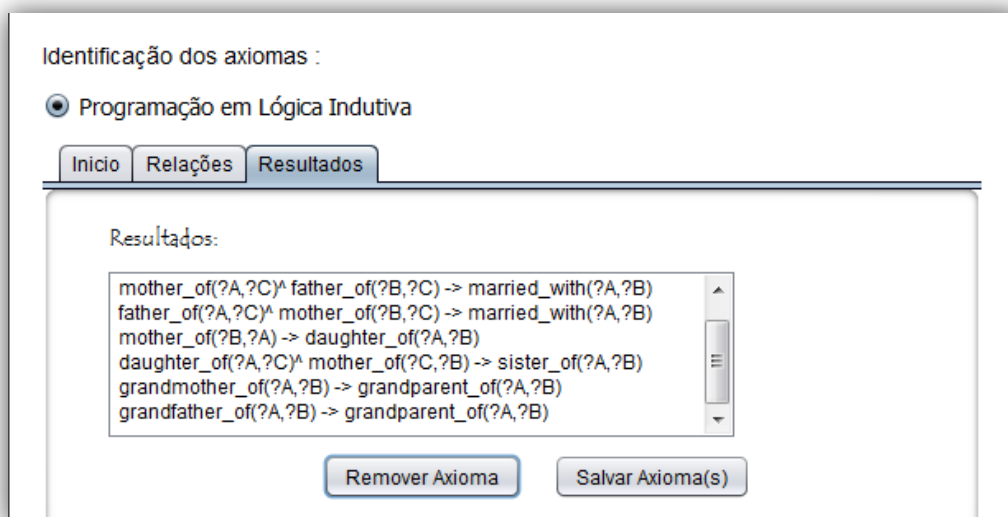 Identificação dos axiomas :
Programação em Lógica Indutiva
Inicio Relações Resultados
Resultados:
mother_of(?A,?C)^ father_of(?B,?C) -> married_with(?A,?B)
father_of(?A,?C)^ mother_of(?B,?C) -> married_with(?A,?B)
mother_of(?B,?A) -> daughter_of(?A,?B)
daughter_of(?A,?C)^ mother_of(?C,?B) -> sister_of(?A,?B)
grandmother_of(?A,?B) -> grandparent_of(?A,?B)
grandfather_of(?A,?B) -> grandparent_of(?A,?B)
Remover Axioma Salvar Axioma(s)